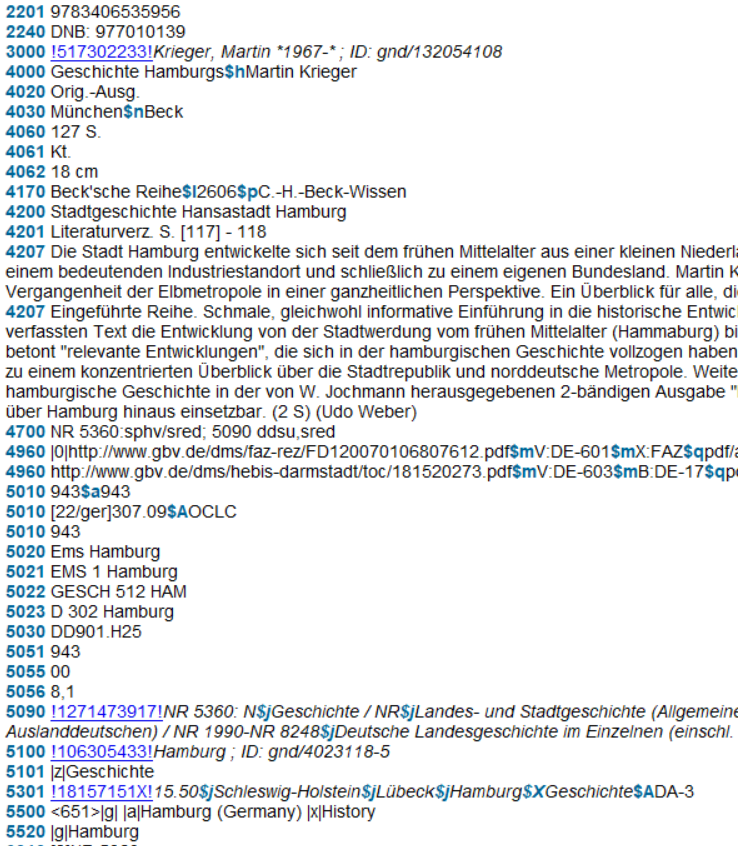 2201 9783406535956
2240 DNB: 977010139
3000 !517302233!Krieger, Martin *1967-* ; ID: gnd/132054108
4000 Geschichte Hamburgs$hMartin Krieger
4020 Orig.-Ausg.
4030 München$nBeck
4060 127 S.
4061 Kt.
4062 18 cm
4170 Beck'sche Reihe$l2606$pC.-H.-Beck-Wissen
4200 Stadtgeschichte Hansastadt Hamburg
4201 Literaturverz. S. [117] - 118
4207 Die Stadt Hamburg entwickelte sich seit dem frühen Mittelalter aus einer kleinen
einem bedeutenden Industriestandort und schließlich zu einem eigenen Bundesland. Martin
Vergangenheit der Elbmetropole in einer ganzheitlichen Perspektive. Ein Überblick für alle,
4207 Eingeführte Reihe. Schmale, gleichwohl informative Einführung in die historische
verfassten Text die Entwicklung von der Stadtwerdung vom frühen Mittelalter (Hammaburg)
betont "relevante Entwicklungen", die sich in der hamburgischen Geschichte vollzogen haben
zu einem konzentrierten Überblick über die Stadtrepublik und norddeutsche Metropole.
hamburgische Geschichte in der von W. Jochmann herausgegebenen 2-bändigen Ausgabe
über Hamburg hinaus einsetzbar. (2 S) (Udo Weber)
4700 NR 5360:sphv/sred; 5090 ddsu,sred
4960 |0|http://www.gbv.de/dms/faz-rez/FD120070106807612.pdf$mV:DE-601$mX:FAZ$qpdf/
4960 http://www.gbv.de/dms/hebis-darmstadt/toc/181520273.pdf$mV:DE-603$mB:DE-17$qp
5010 943$a943
5010 [22/ger]307.09$AOCLC
5010 943
5020 Ems Hamburg
5021 EMS 1 Hamburg
5022 GESCH 512 HAM
5023 D 302 Hamburg
5030 DD901.H25
5051 943
5055 00
5056 8,1
5090 !1271473917!NR 5360: N$jGeschichte / NR$jLandes- und Stadtgeschichte (Allgemeine
Auslanddeutschen) / NR 1990-NR 8248$jDeutsche Landesgeschichte im Einzelnen (einschl.
5100 !106305433!Hamburg ; ID: gnd/4023118-5
5101 |z|Geschichte
5301 !18157151X!15.50$jSchleswig-Holstein$jLübeck$jHamburg$XGeschichte$ADA-3
5500 <651>|g| |a|Hamburg (Germany) |x|History
5520 |g|Hamburg